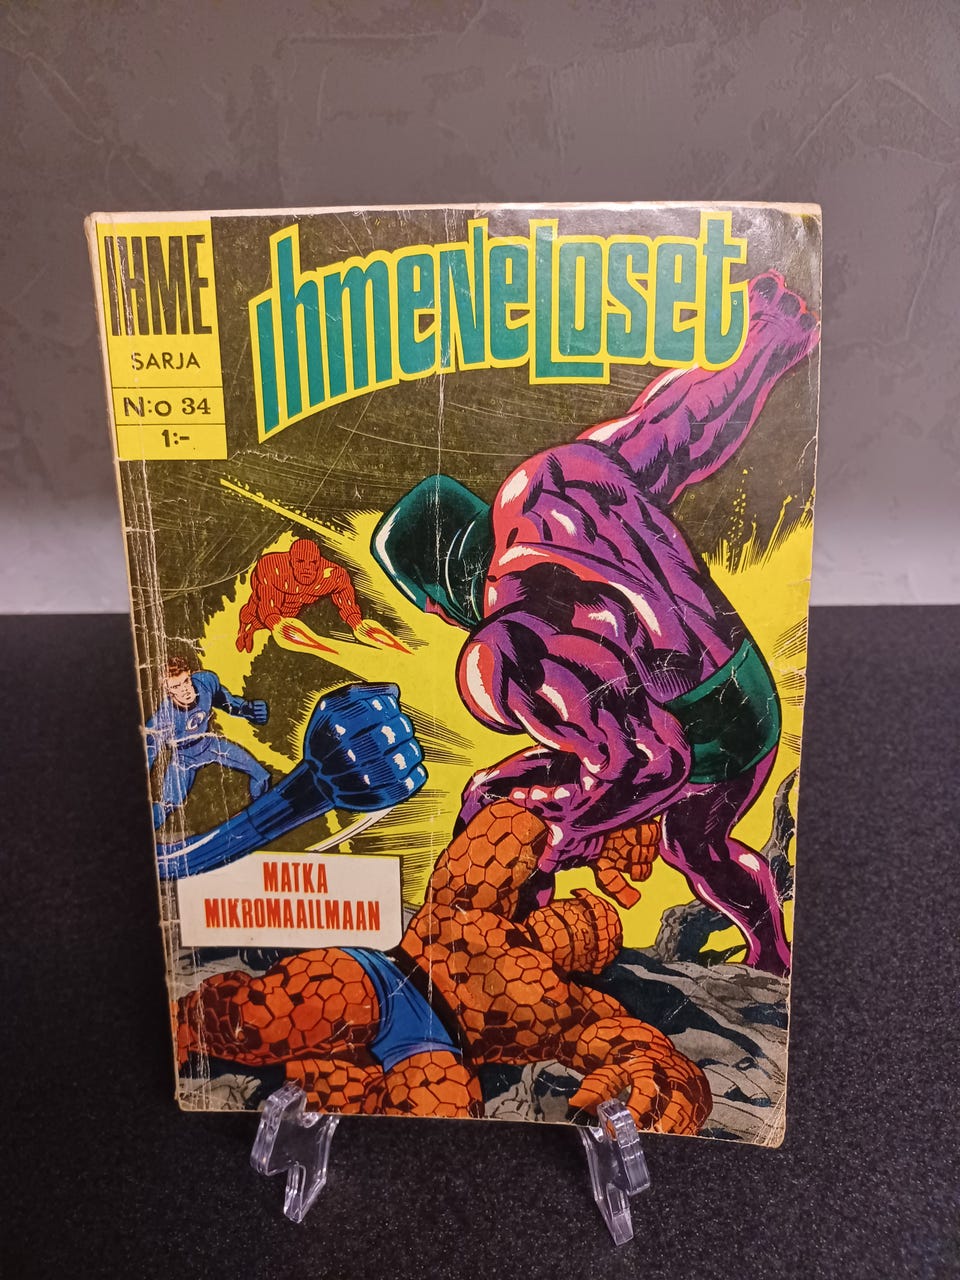 IHME
SARJA
N:o 34
1:-
IhmeNeLoset
MATKA
MIKROMAAILMAAN